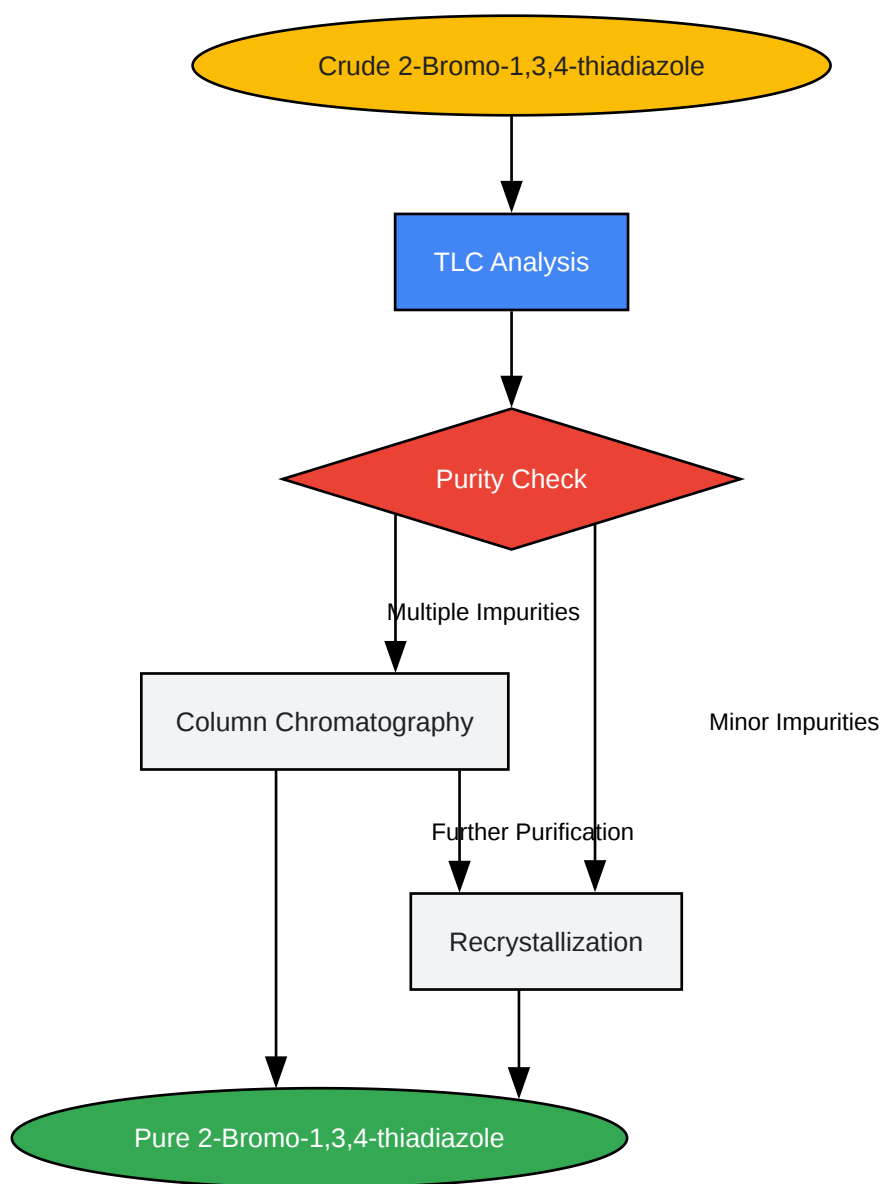 Crude 2-Bromo-1,3,4-thiadiazole
TLC Analysis
Purity Check
Multiple Impurities
Column Chromatography
Minor Impurities
Further Purification
Recrystallization
Pure 2-Bromo-1,3,4-thiadiazole